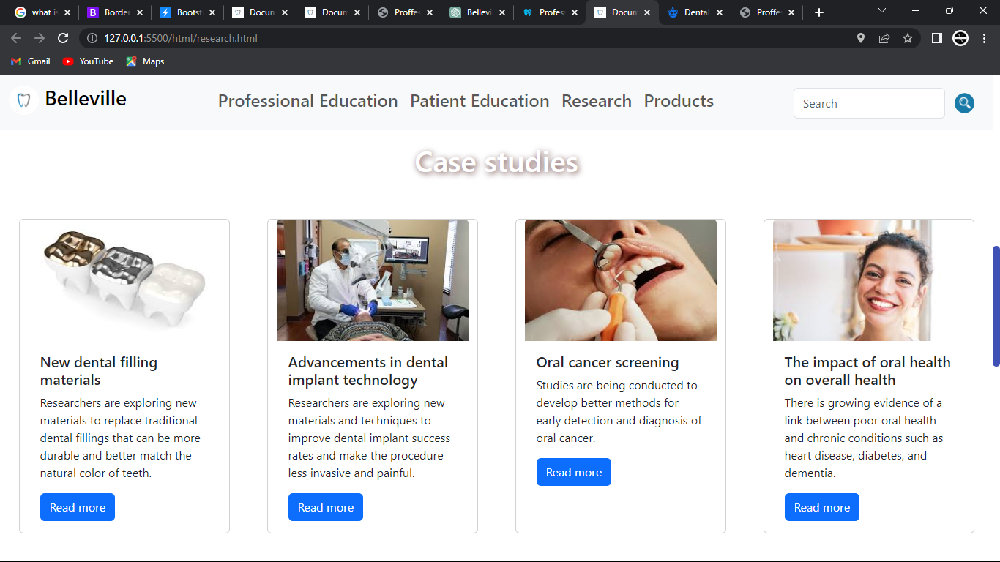 what is
Border
Bootst
Docum
Docum
Proffe
Bellevi
Profes
Docum
Dental
Proffe
127.0.0.1:5500/html/research.html
Gmail
YouTube
Maps
Belleville
Professional Education
Patient Education
Research
Products
Search
Case studies
New dental filling
materials
Researchers are exploring new
materials to replace traditional
dental fillings that can be more
durable and better match the
natural color of teeth.
Read more
Advancements in dental
implant technology
Researchers are exploring new
materials and techniques to
improve dental implant success
rates and make the procedure
less invasive and painful.
Read more
Oral cancer screening
Studies are being conducted to
develop better methods for
early detection and diagnosis of
oral cancer.
Read more
The impact of oral health
on overall health
There is growing evidence of a
link between poor oral health
and chronic conditions such as
heart disease, diabetes, and
dementia.
Read more